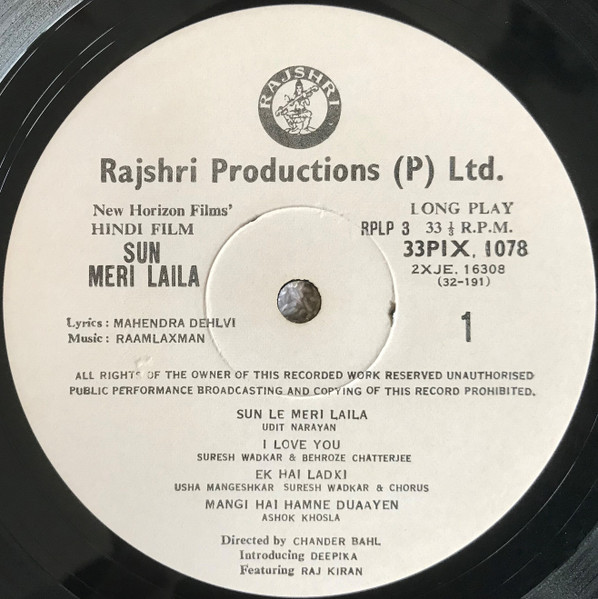 RAJSHRI
Rajshri Productions (P) Ltd.
New Horizon Films'
HINDI FILM
SUN
MERI LAILA
LONG PLAY
RPLP 3 33 ⅓ R.P.M.
33PIX. 1078
2XJE. 16308
(32-191)
Lyrics : MAHENDRA DEHLVI
Music : RAAMLAXMAN
1
ALL RIGHTS OF THE OWNER OF THIS RECORDED WORK RESERVED UNAUTHORISED
PUBLIC PERFORMANCE BROADCASTING AND COPYING OF THIS RECORD PROHIBITED.
SUN LE MERI LAILA
UDIT NARAYAN
I LOVE YOU
SURESH WADKAR & BEHROZE CHATTERJEE
EK HAI LADKI
USHA MANGESHKAR SURESH WADKAR & CHORUS
MANGI HAI HAMNE DUAAYEN
ASHOK KHOSLA
Directed by CHANDER BAHL
Introducing DEEPIKA
Featuring RAJ KIRAN